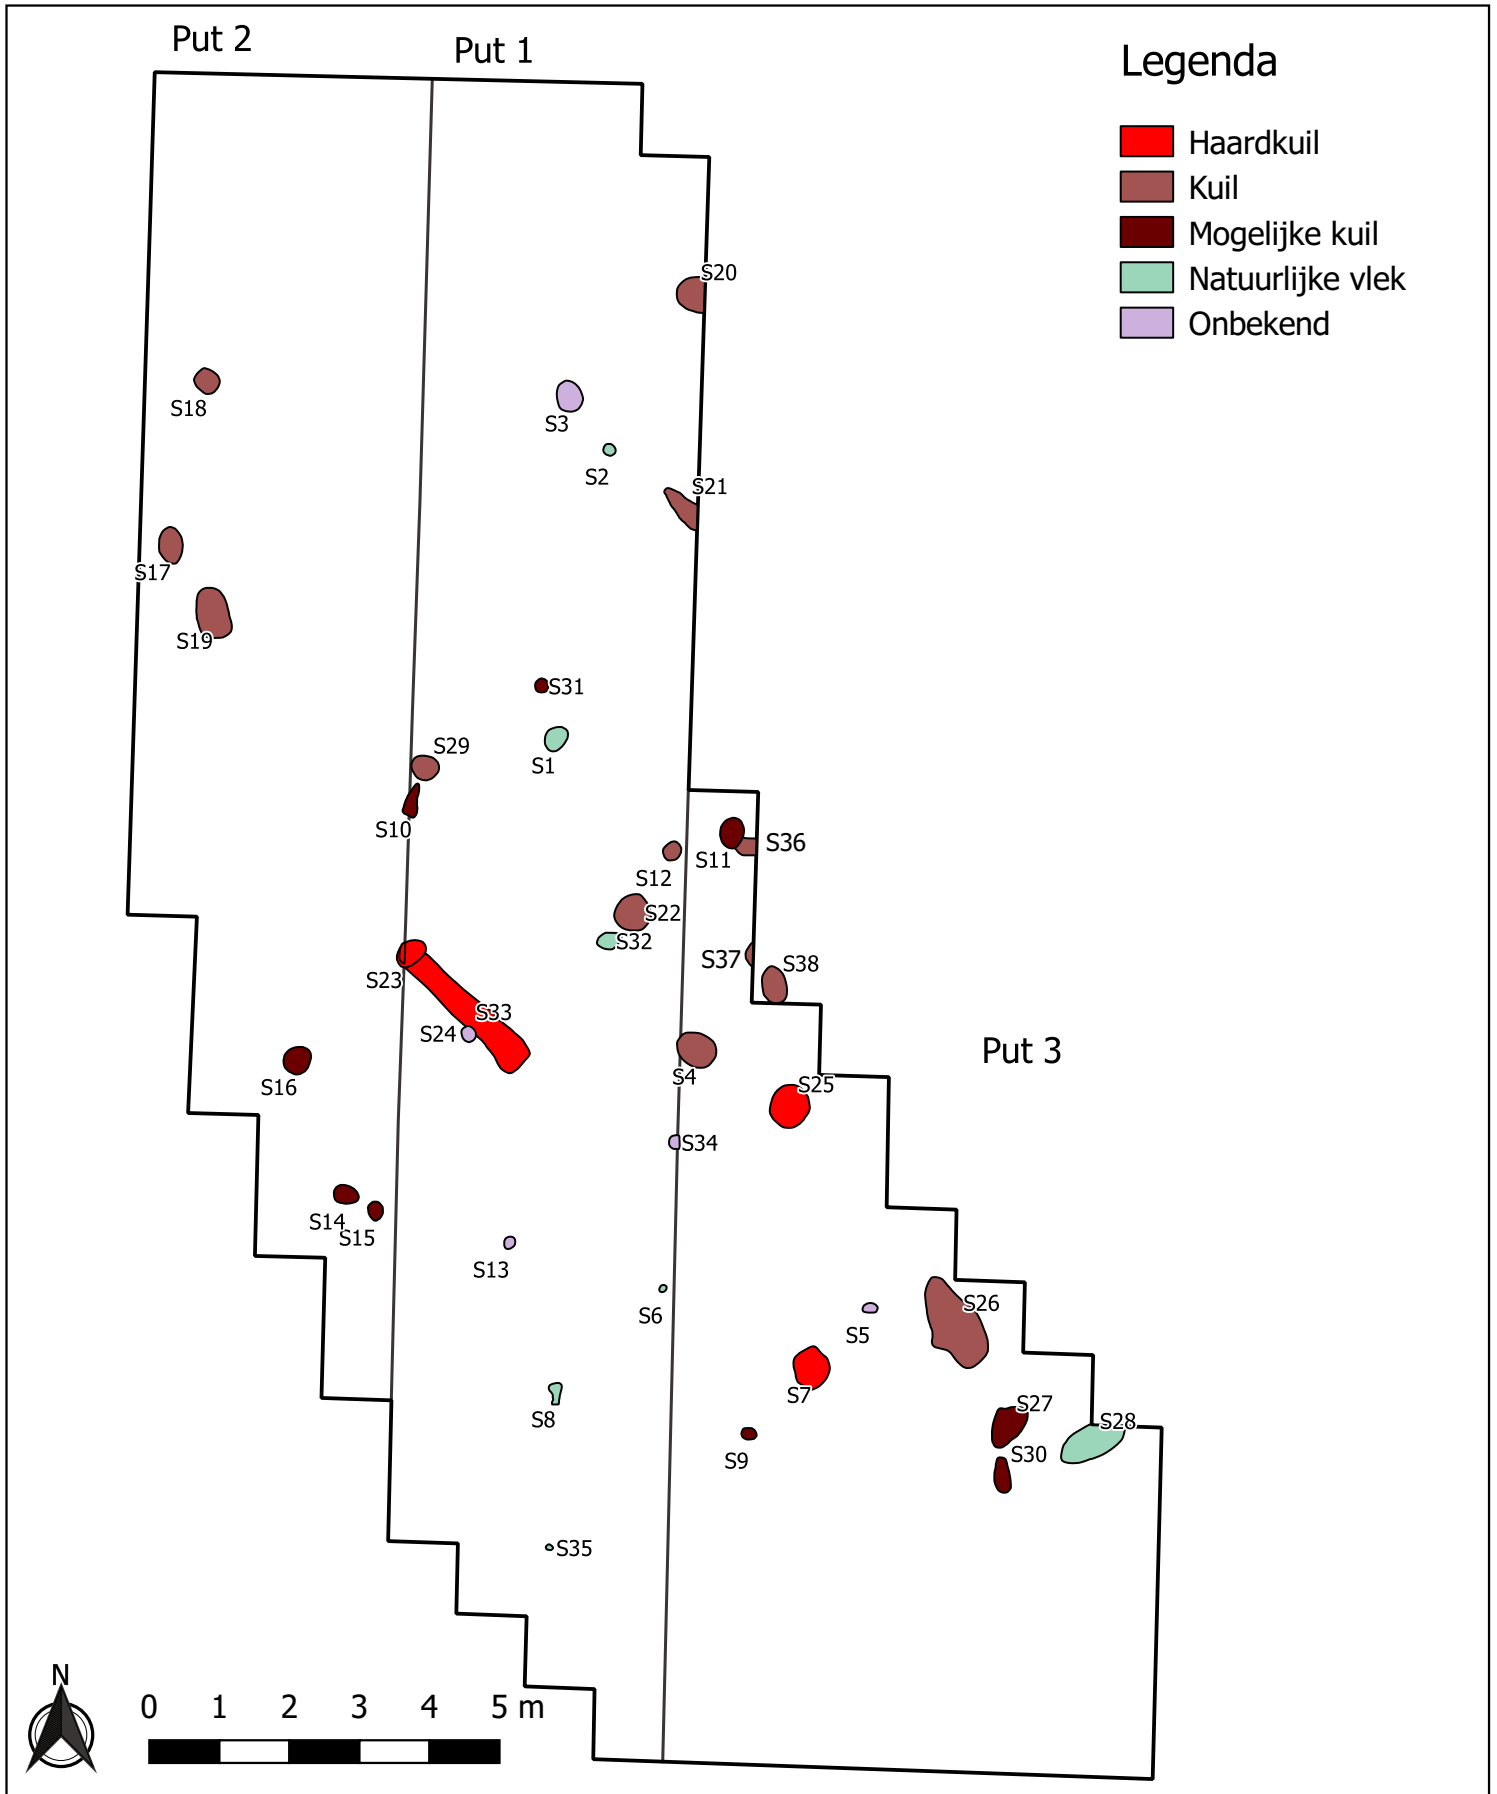 Put 2
Put 1
Legenda
Haardkuil
Kuil
Mogelijke kuil
Natuurlijke vlek
Onbekend
S20
S18
S3
S2
S21
S17
S19
S31
S29
S1
S10
S36
S11
S12
S22
S32
S37
S38
S23
S33
S24
Put 3
S16
S4
S25
S34
S14
S15
S13
S6
S5
S26
S7
S8
S27
S28
S9
S30
S35
N
0 1 2 3 4 5 m